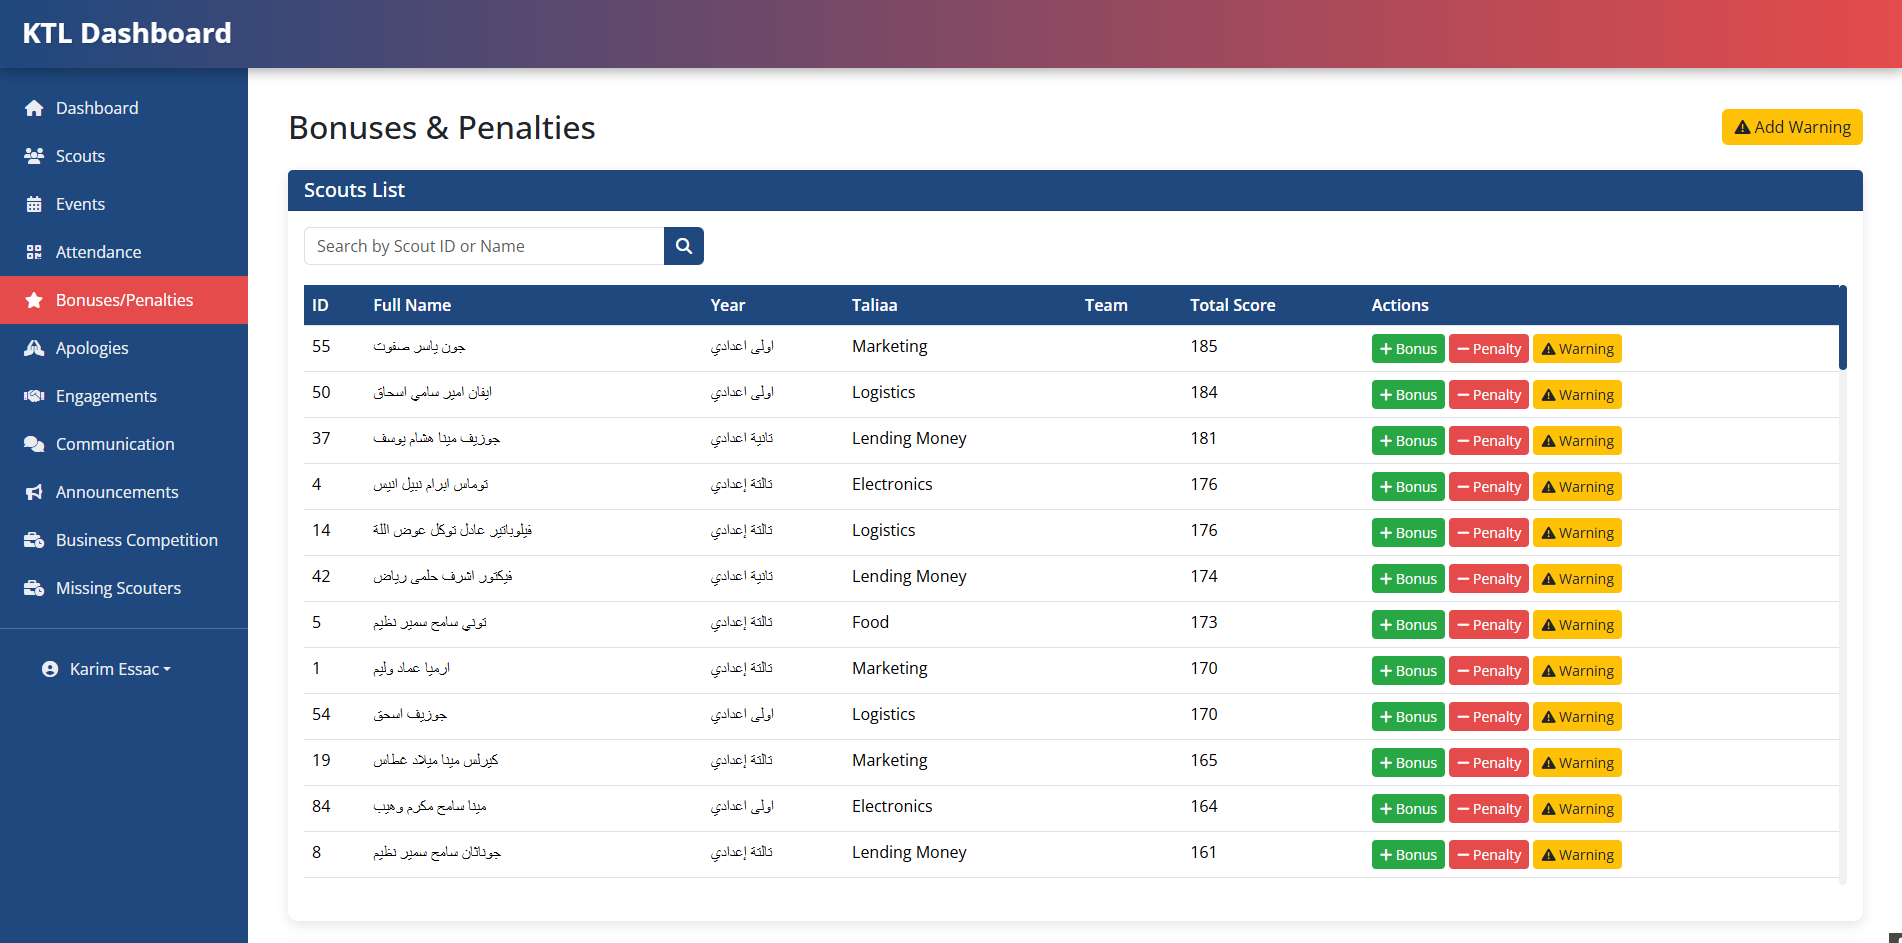 KTL Dashboard
Dashboard
Scouts
Events
Attendance
Bonuses/Penalties
Apologies
Engagements
Communication
Announcements
Business Competition
Missing Scouters
Karim Essac
Bonuses & Penalties
Add Warning
Scouts List
Search by Scout ID or Name
ID Full Name Year Taliaa Team Total Score Actions
55 جون ياسر صفوت اولى اعدادي Marketing 185 Bonus Penalty Warning
50 ايفان امير سامي اسحاق اولى اعدادي Logistics 184 Bonus Penalty Warning
37 جوزيف مينا هشام يوسف ثانية اعدادي Lending Money 181 Bonus Penalty Warning
4 توماس ابرام نبيل انيس ثالثة إعدادي Electronics 176 Bonus Penalty Warning
14 فيلوباتير عادل توكل عوض اللة ثالثة إعدادي Logistics 176 Bonus Penalty Warning
42 فيكتور اشرف حلمى رياض ثانية اعدادي Lending Money 174 Bonus Penalty Warning
5 توني سامح سمير نظيم ثالثة إعدادي Food 173 Bonus Penalty Warning
1 ارميا عماد وليم ثالثة إعدادي Marketing 170 Bonus Penalty Warning
54 جوزيف اسحق اولى اعدادي Logistics 170 Bonus Penalty Warning
19 كيرلس مينا ميلاد غطاس ثالثة إعدادي Marketing 165 Bonus Penalty Warning
84 مينا سامح مكرم وهيب اولى اعدادي Electronics 164 Bonus Penalty Warning
8 جوناثان سامح سمير نظيم ثالثة إعدادي Lending Money 161 Bonus Penalty Warning